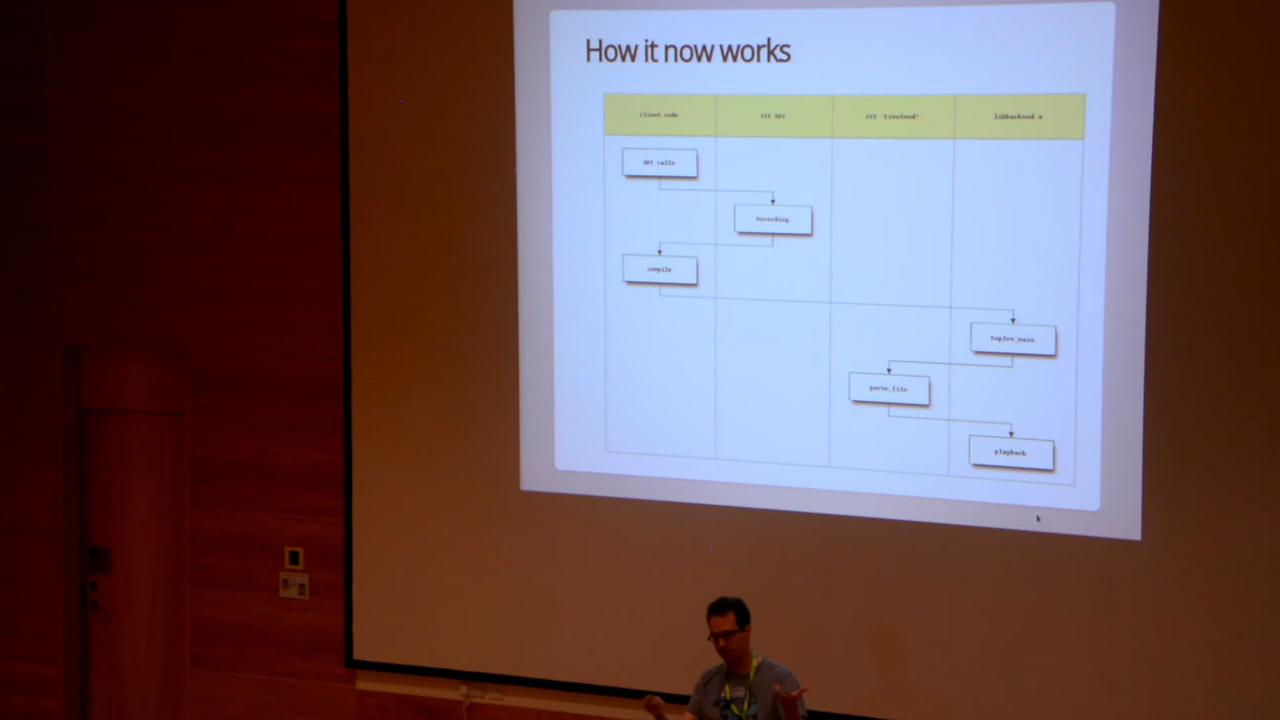 How it now works
Client code
JIT API
JIT "Frontend"
libbackend.a
API calls
Recording
compile
toplev_main
parse_file
playback